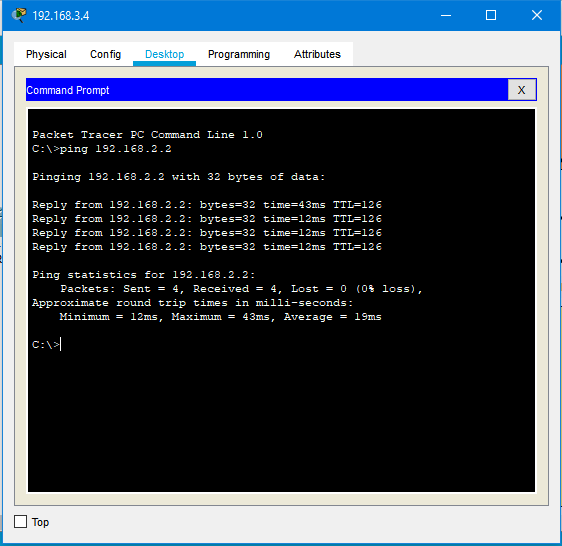 192.168.3.4
Physical Config Desktop Programming Attributes
Command Prompt X
Packet Tracer PC Command Line 1.0
C:\>ping 192.168.2.2
Pinging 192.168.2.2 with 32 bytes of data:
Reply from 192.168.2.2: bytes=32 time=43ms TTL=126
Reply from 192.168.2.2: bytes=32 time=12ms TTL=126
Reply from 192.168.2.2: bytes=32 time=12ms TTL=126
Reply from 192.168.2.2: bytes=32 time=12ms TTL=126
Ping statistics for 192.168.2.2:
Packets: Sent = 4, Received = 4, Lost = 0 (0% loss),
Approximate round trip times in milli-seconds:
Minimum = 12ms, Maximum = 43ms, Average = 19ms
C:\>
Top